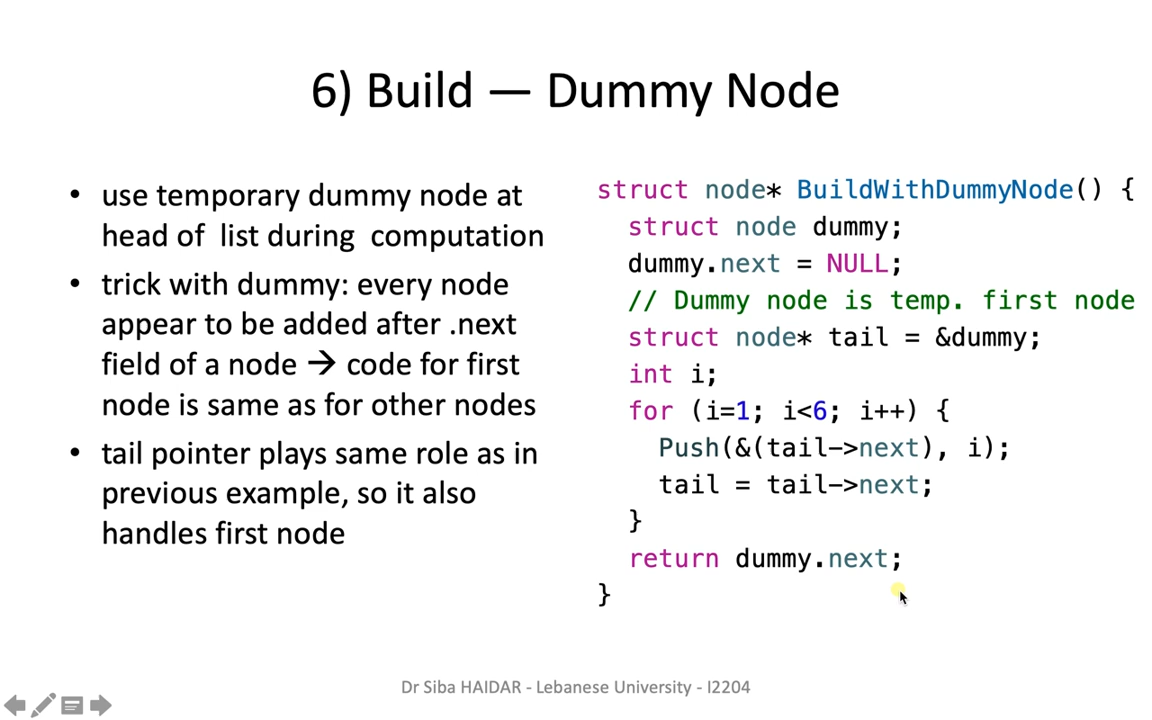 6) Build — Dummy Node
• use temporary dummy node at
head of list during computation
• trick with dummy: every node
appear to be added after .next
field of a node → code for first
node is same as for other nodes
• tail pointer plays same role as in
previous example, so it also
handles first node
struct node* BuildWithDummyNode() {
struct node dummy;
dummy.next = NULL;
// Dummy node is temp. first node
struct node* tail = &dummy;
int i;
for (i=1; i<6; i++) {
Push(&(tail->next), i);
tail = tail->next;
}
return dummy.next;
}
Dr Siba HAIDAR - Lebanese University - I2204